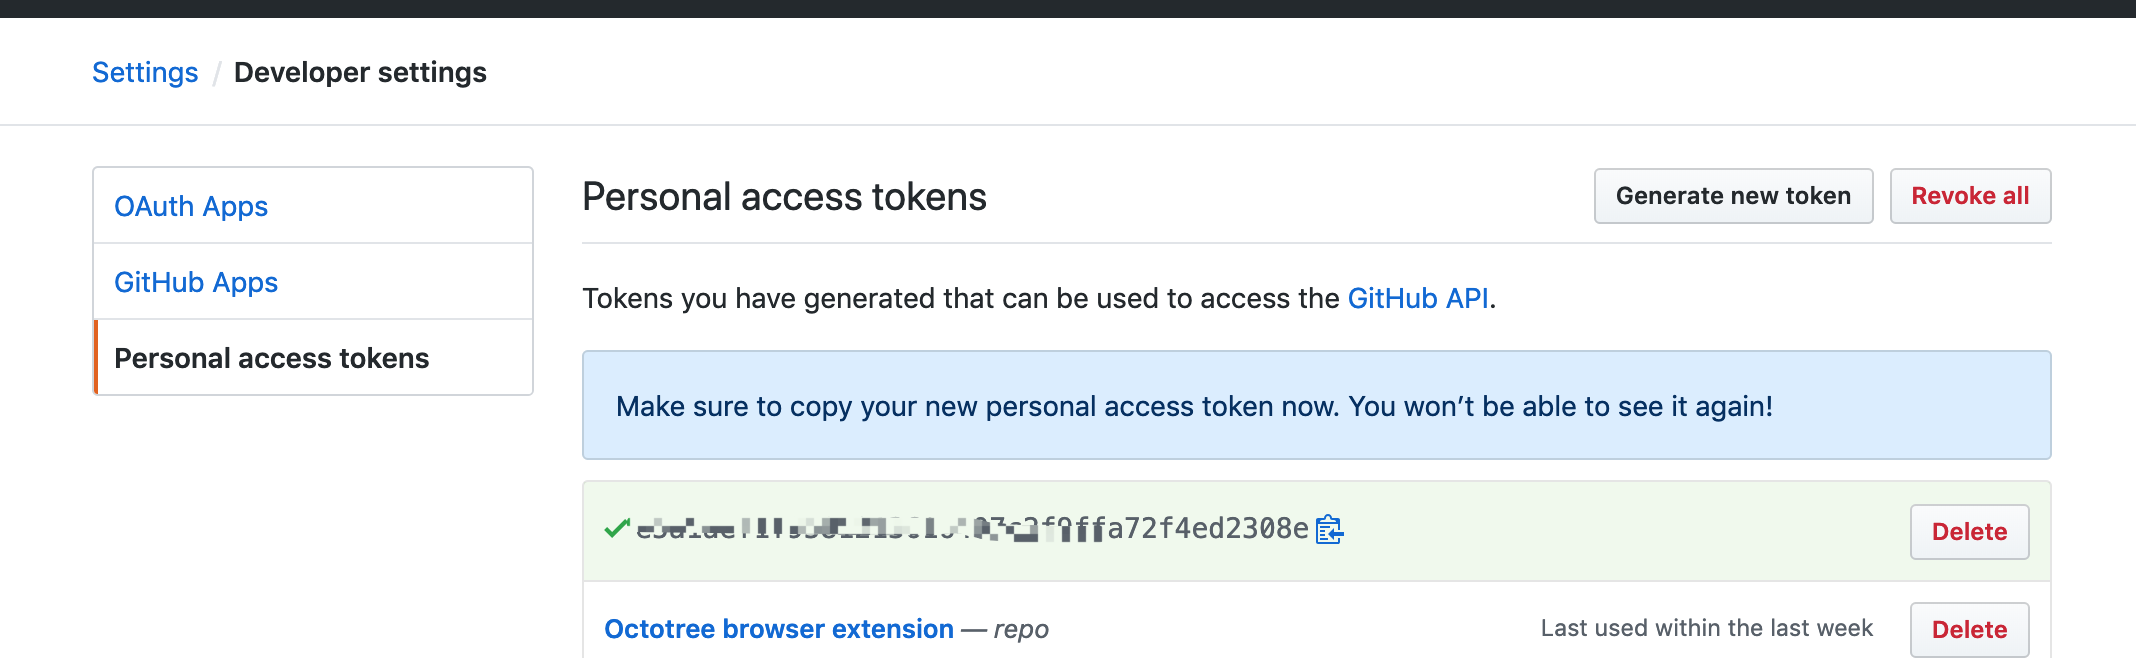 Settings / Developer settings
OAuth Apps
GitHub Apps
Personal access tokens
Personal access tokens
Generate new token
Revoke all
Tokens you have generated that can be used to access the GitHub API.
Make sure to copy your new personal access token now. You won’t be able to see it again!
a72f4ed2308e
Delete
Octotree browser extension — repo
Last used within the last week
Delete